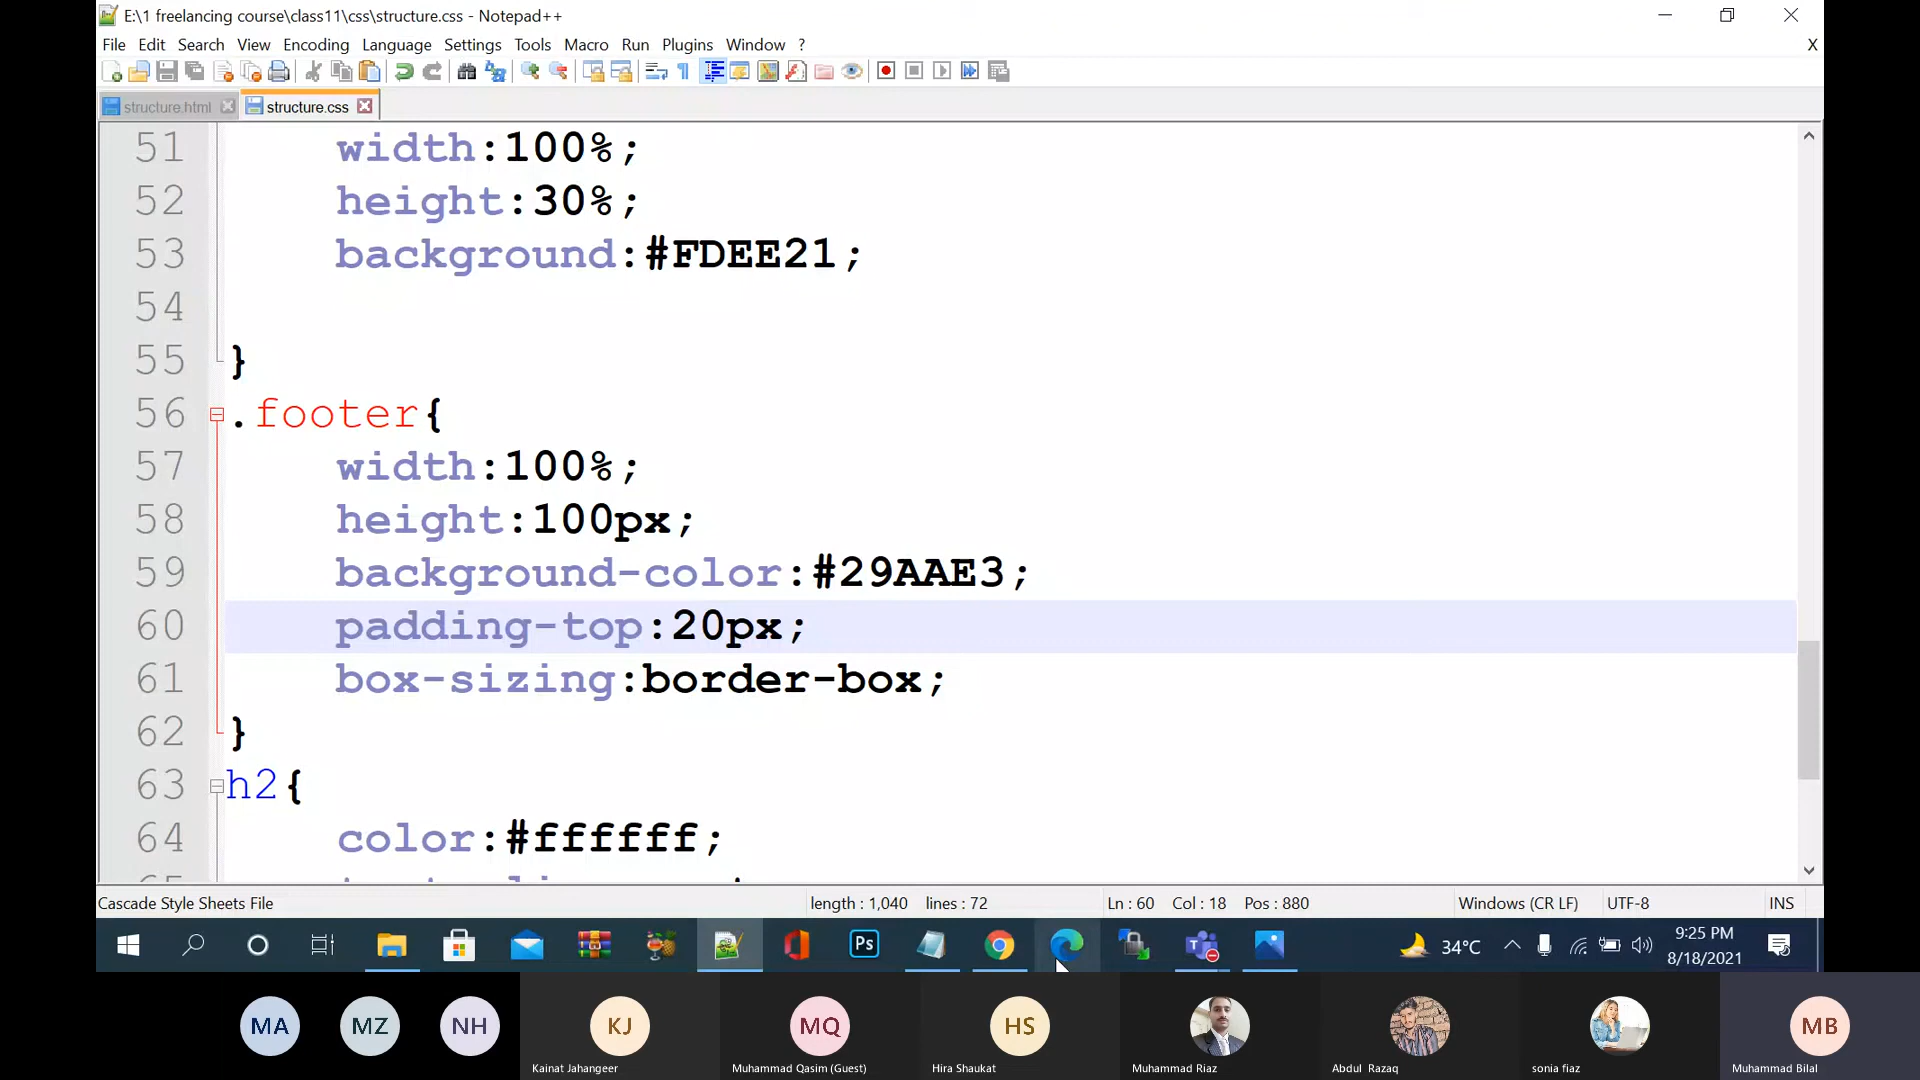 E:\1 freelancing course\class11\css\structure.css - Notepad++
File Edit Search View Encoding Language Settings Tools Macro Run Plugins Window ? X
structure.html structure.css
51 width:100%;
52 height:30%;
53 background:#FDEE21;
54
55 }
56 .footer{
57 width:100%;
58 height:100px;
59 background-color:#29AAE3;
60 padding-top:20px;
61 box-sizing:border-box;
62 }
63 h2{
64 color:#ffffff;
Cascade Style Sheets File length : 1,040 lines : 72 Ln : 60 Col : 18 Pos : 880 Windows (CR LF) UTF-8 INS
Ps 34°C 9:25 PM
8/18/2021
MA MZ NH KJ MQ HS MB
Kainat Jahangeer Muhammad Qasim (Guest) Hira Shaukat Muhammad Riaz Abdul Razaq sonia fiaz Muhammad Bilal